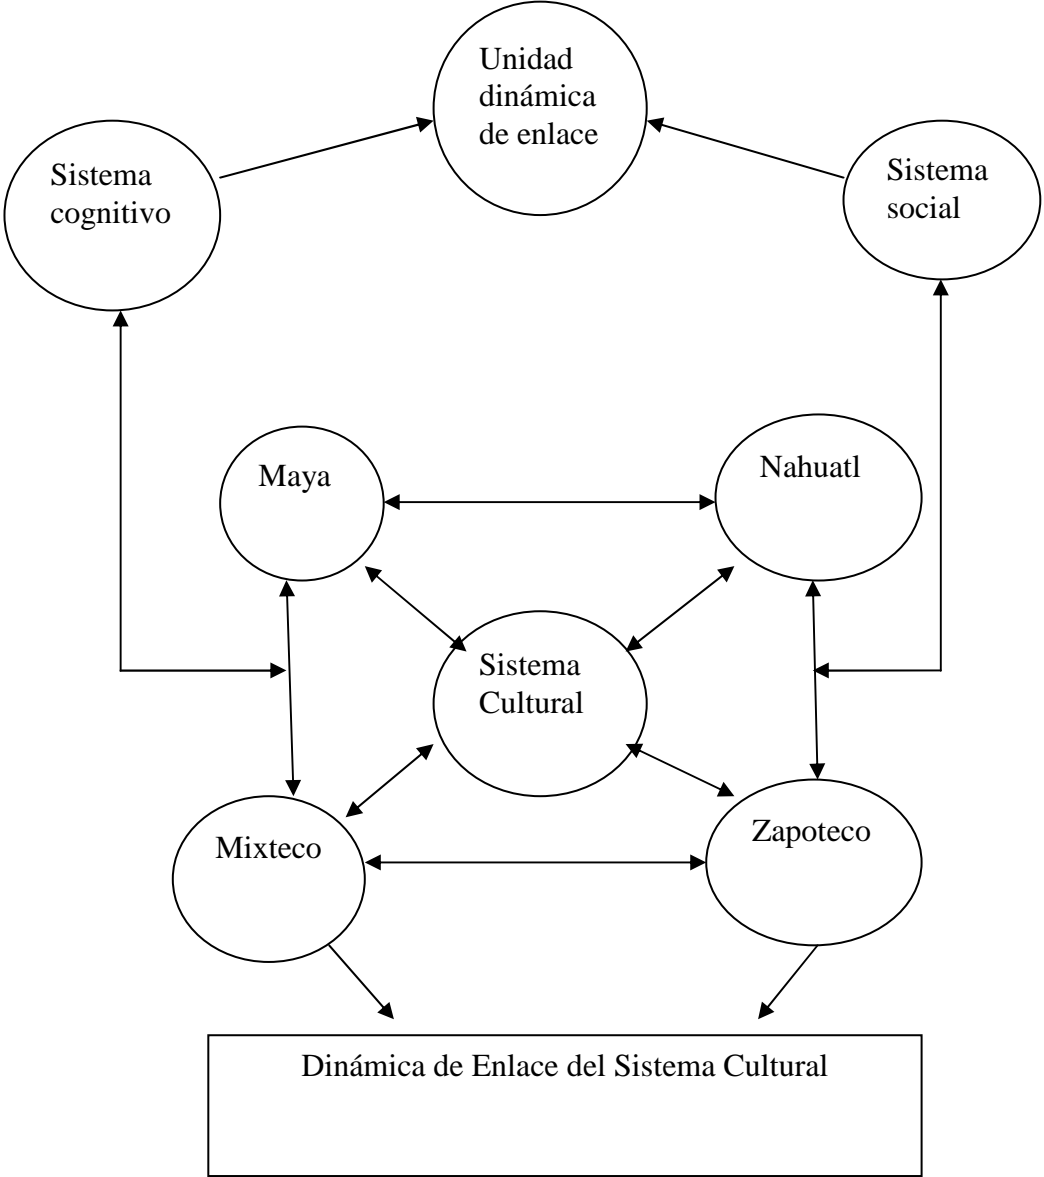 Unidad
dinámica
de enlace
Sistema
cognitivo
Sistema
social
Maya
Nahuatl
Sistema
Cultural
Mixteco
Zapoteco
Dinámica de Enlace del Sistema Cultural